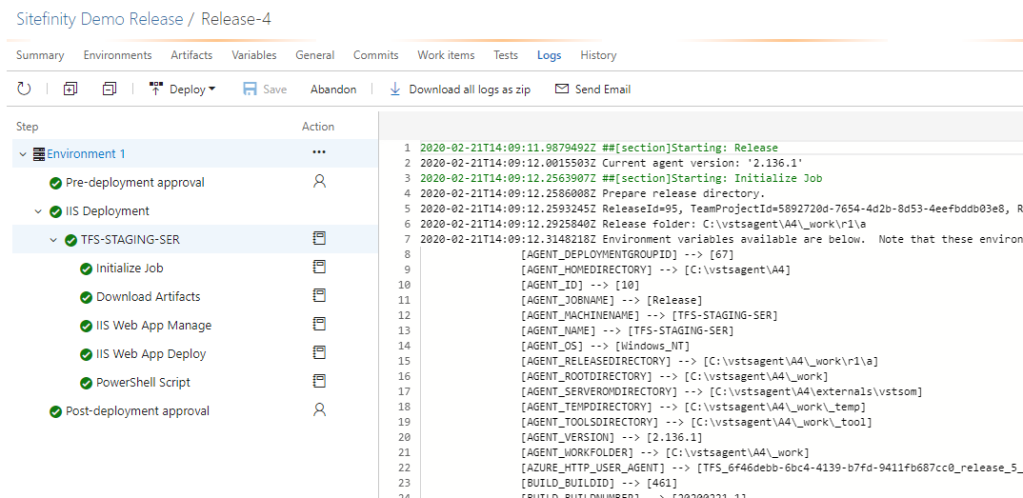 Sitefinity Demo Release / Release-4
Summary Environments Artifacts Variables General Commits Work items Tests Logs History
Deploy Save Abandon Download all logs as zip Send Email
Step Action
Environment 1 ...
Pre-deployment approval
IIS Deployment
TFS-STAGING-SER
Initialize Job
Download Artifacts
IIS Web App Manage
IIS Web App Deploy
PowerShell Script
Post-deployment approval
1 2020-02-21T14:09:11.9879492Z ##[section]Starting: Release
2 2020-02-21T14:09:12.0015503Z Current agent version: '2.136.1'
3 2020-02-21T14:09:12.2563907Z ##[section]Starting: Initialize Job
4 2020-02-21T14:09:12.2586008Z Prepare release directory.
5 2020-02-21T14:09:12.2593245Z ReleaseId=95, TeamProjectId=5892720d-7654-4d2b-8d53-4eefbddb03e8, R
6 2020-02-21T14:09:12.2925840Z Release folder: C:\vstsagent\A4\_work\r1\a
7 2020-02-21T14:09:12.3148218Z Environment variables available are below.  Note that these environ
8 [AGENT_DEPLOYMENTGROUPID] --> [67]
9 [AGENT_HOMEDIRECTORY] --> [C:\vstsagent\A4]
10 [AGENT_ID] --> [10]
11 [AGENT_JOBNAME] --> [Release]
12 [AGENT_MACHINENAME] --> [TFS-STAGING-SER]
13 [AGENT_NAME] --> [TFS-STAGING-SER]
14 [AGENT_OS] --> [Windows_NT]
15 [AGENT_RELEASEDIRECTORY] --> [C:\vstsagent\A4\_work\r1\a]
16 [AGENT_ROOTDIRECTORY] --> [C:\vstsagent\A4\_work]
17 [AGENT_SERVEROMDIRECTORY] --> [C:\vstsagent\A4\externals\vstsom]
18 [AGENT_TEMPDIRECTORY] --> [C:\vstsagent\A4\_work\_temp]
19 [AGENT_TOOLSDIRECTORY] --> [C:\vstsagent\A4\_work\_tool]
20 [AGENT_VERSION] --> [2.136.1]
21 [AGENT_WORKFOLDER] --> [C:\vstsagent\A4\_work]
22 [AZURE_HTTP_USER_AGENT] --> [TFS_6f46debb-6bc4-4139-b7fd-9411fb687cc0_release_5_
23 [BUILD_BUILDID] --> [461]
24 [BUILD_BUILDNUMBER] --> [20200221.1]